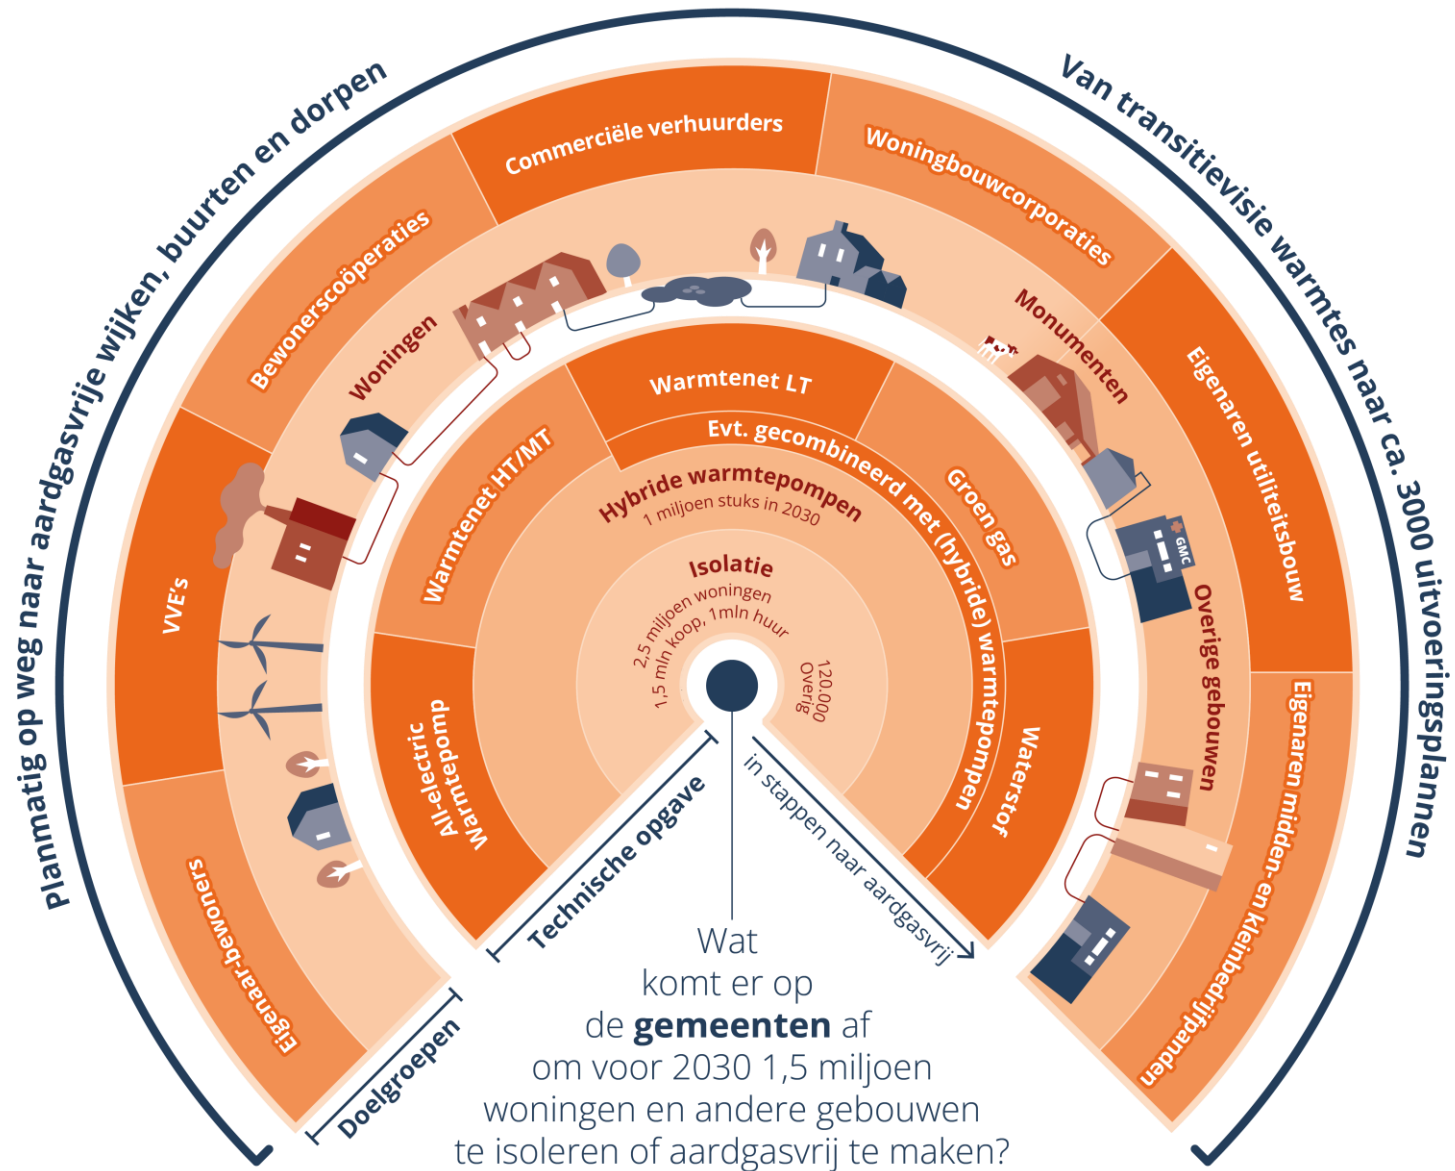 Planmatig op weg naar aardgasvrije wijken, buurten en dorpen
Van transitievisie warmtes naar ca. 3000 uitvoeringsplannen
Eigenaar-bewoners
VVE's
Bewonerscoöperaties
Commerciële verhuurders
Woningbouwcorporaties
Eigenaren utiliteitsbouw
Eigenaren midden- en kleinbedrijfpanden
Woningen
Monumenten
Overige gebouwen
GMC
All-electric
Warmtepomp
Warmtenet HT/MT
Warmtenet LT
Groen gas
Waterstof
Evt. gecombineerd met (hybride) warmtepompen
Hybride warmtepompen
1 miljoen stuks in 2030
Isolatie
2,5 miljoen woningen
1,5 mln koop, 1mln huur
120.000
Overig
Technische opgave
in stappen naar aardgasvrij
Doelgroepen
Wat
komt er op
de gemeenten af
om voor 2030 1,5 miljoen
woningen en andere gebouwen
te isoleren of aardgasvrij te maken?